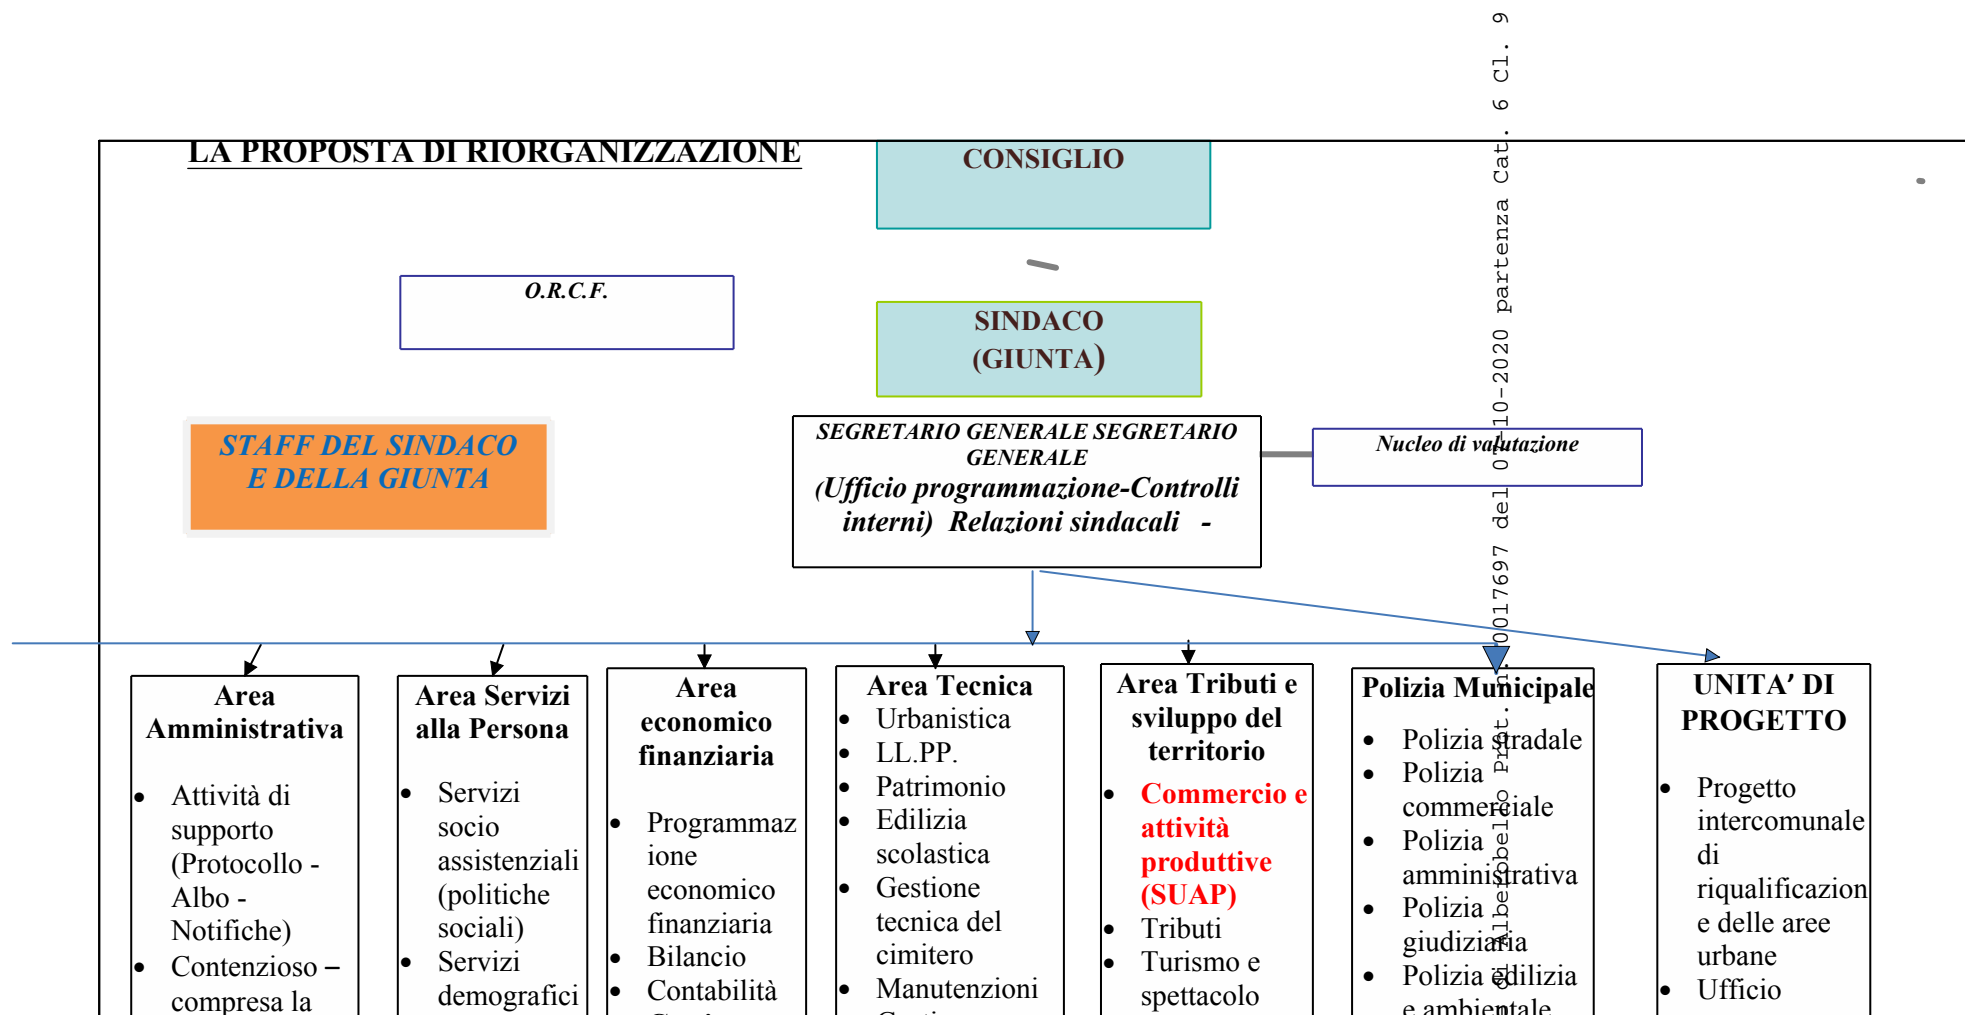 LA PROPOSTA DI RIORGANIZZAZIONE
CONSIGLIO
O.R.C.F.
SINDACO
(GIUNTA)
STAFF DEL SINDACO
E DELLA GIUNTA
SEGRETARIO GENERALE SEGRETARIO
GENERALE
(Ufficio programmazione-Controlli
interni) Relazioni sindacali -
Nucleo di valutazione
Area
Amministrativa
• Attività di
supporto
(Protocollo -
Albo -
Notifiche)
• Contenzioso –
compresa la
Area Servizi
alla Persona
• Servizi
socio
assistenziali
(politiche
sociali)
• Servizi
demografici
Area
economico
finanziaria
• Programmaz
ione
economico
finanziaria
• Bilancio
• Contabilità
Area Tecnica
• Urbanistica
• LL.PP.
• Patrimonio
• Edilizia
scolastica
• Gestione
tecnica del
cimitero
• Manutenzioni
Area Tributi e
sviluppo del
territorio
• Commercio e
attività
produttive
(SUAP)
• Tributi
• Turismo e
spettacolo
Polizia Municipale
• Polizia stradale
• Polizia
commerciale
• Polizia
amministrativa
• Polizia
giudiziaria
• Polizia edilizia
e ambientale
UNITA’ DI
PROGETTO
• Progetto
intercomunale
di
riqualificazion
e delle aree
urbane
• Ufficio
di Alberobello Prot. n. 0017697 del 07-10-2020 partenza Cat. 6 Cl. 9